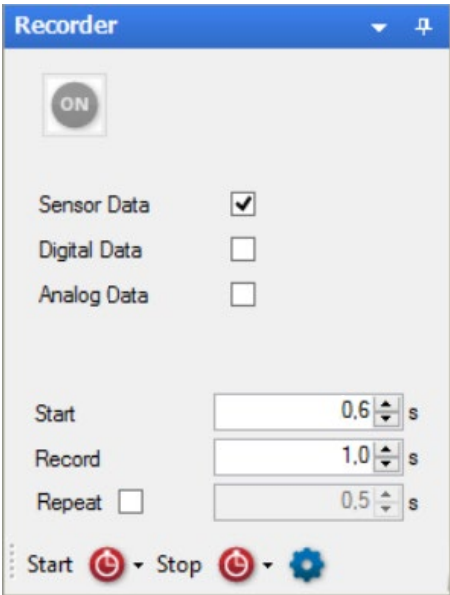 Recorder
ON
Sensor Data
Digital Data
Analog Data
Start 0,6 s
Record 1,0 s
Repeat 0,5 s
Start Stop